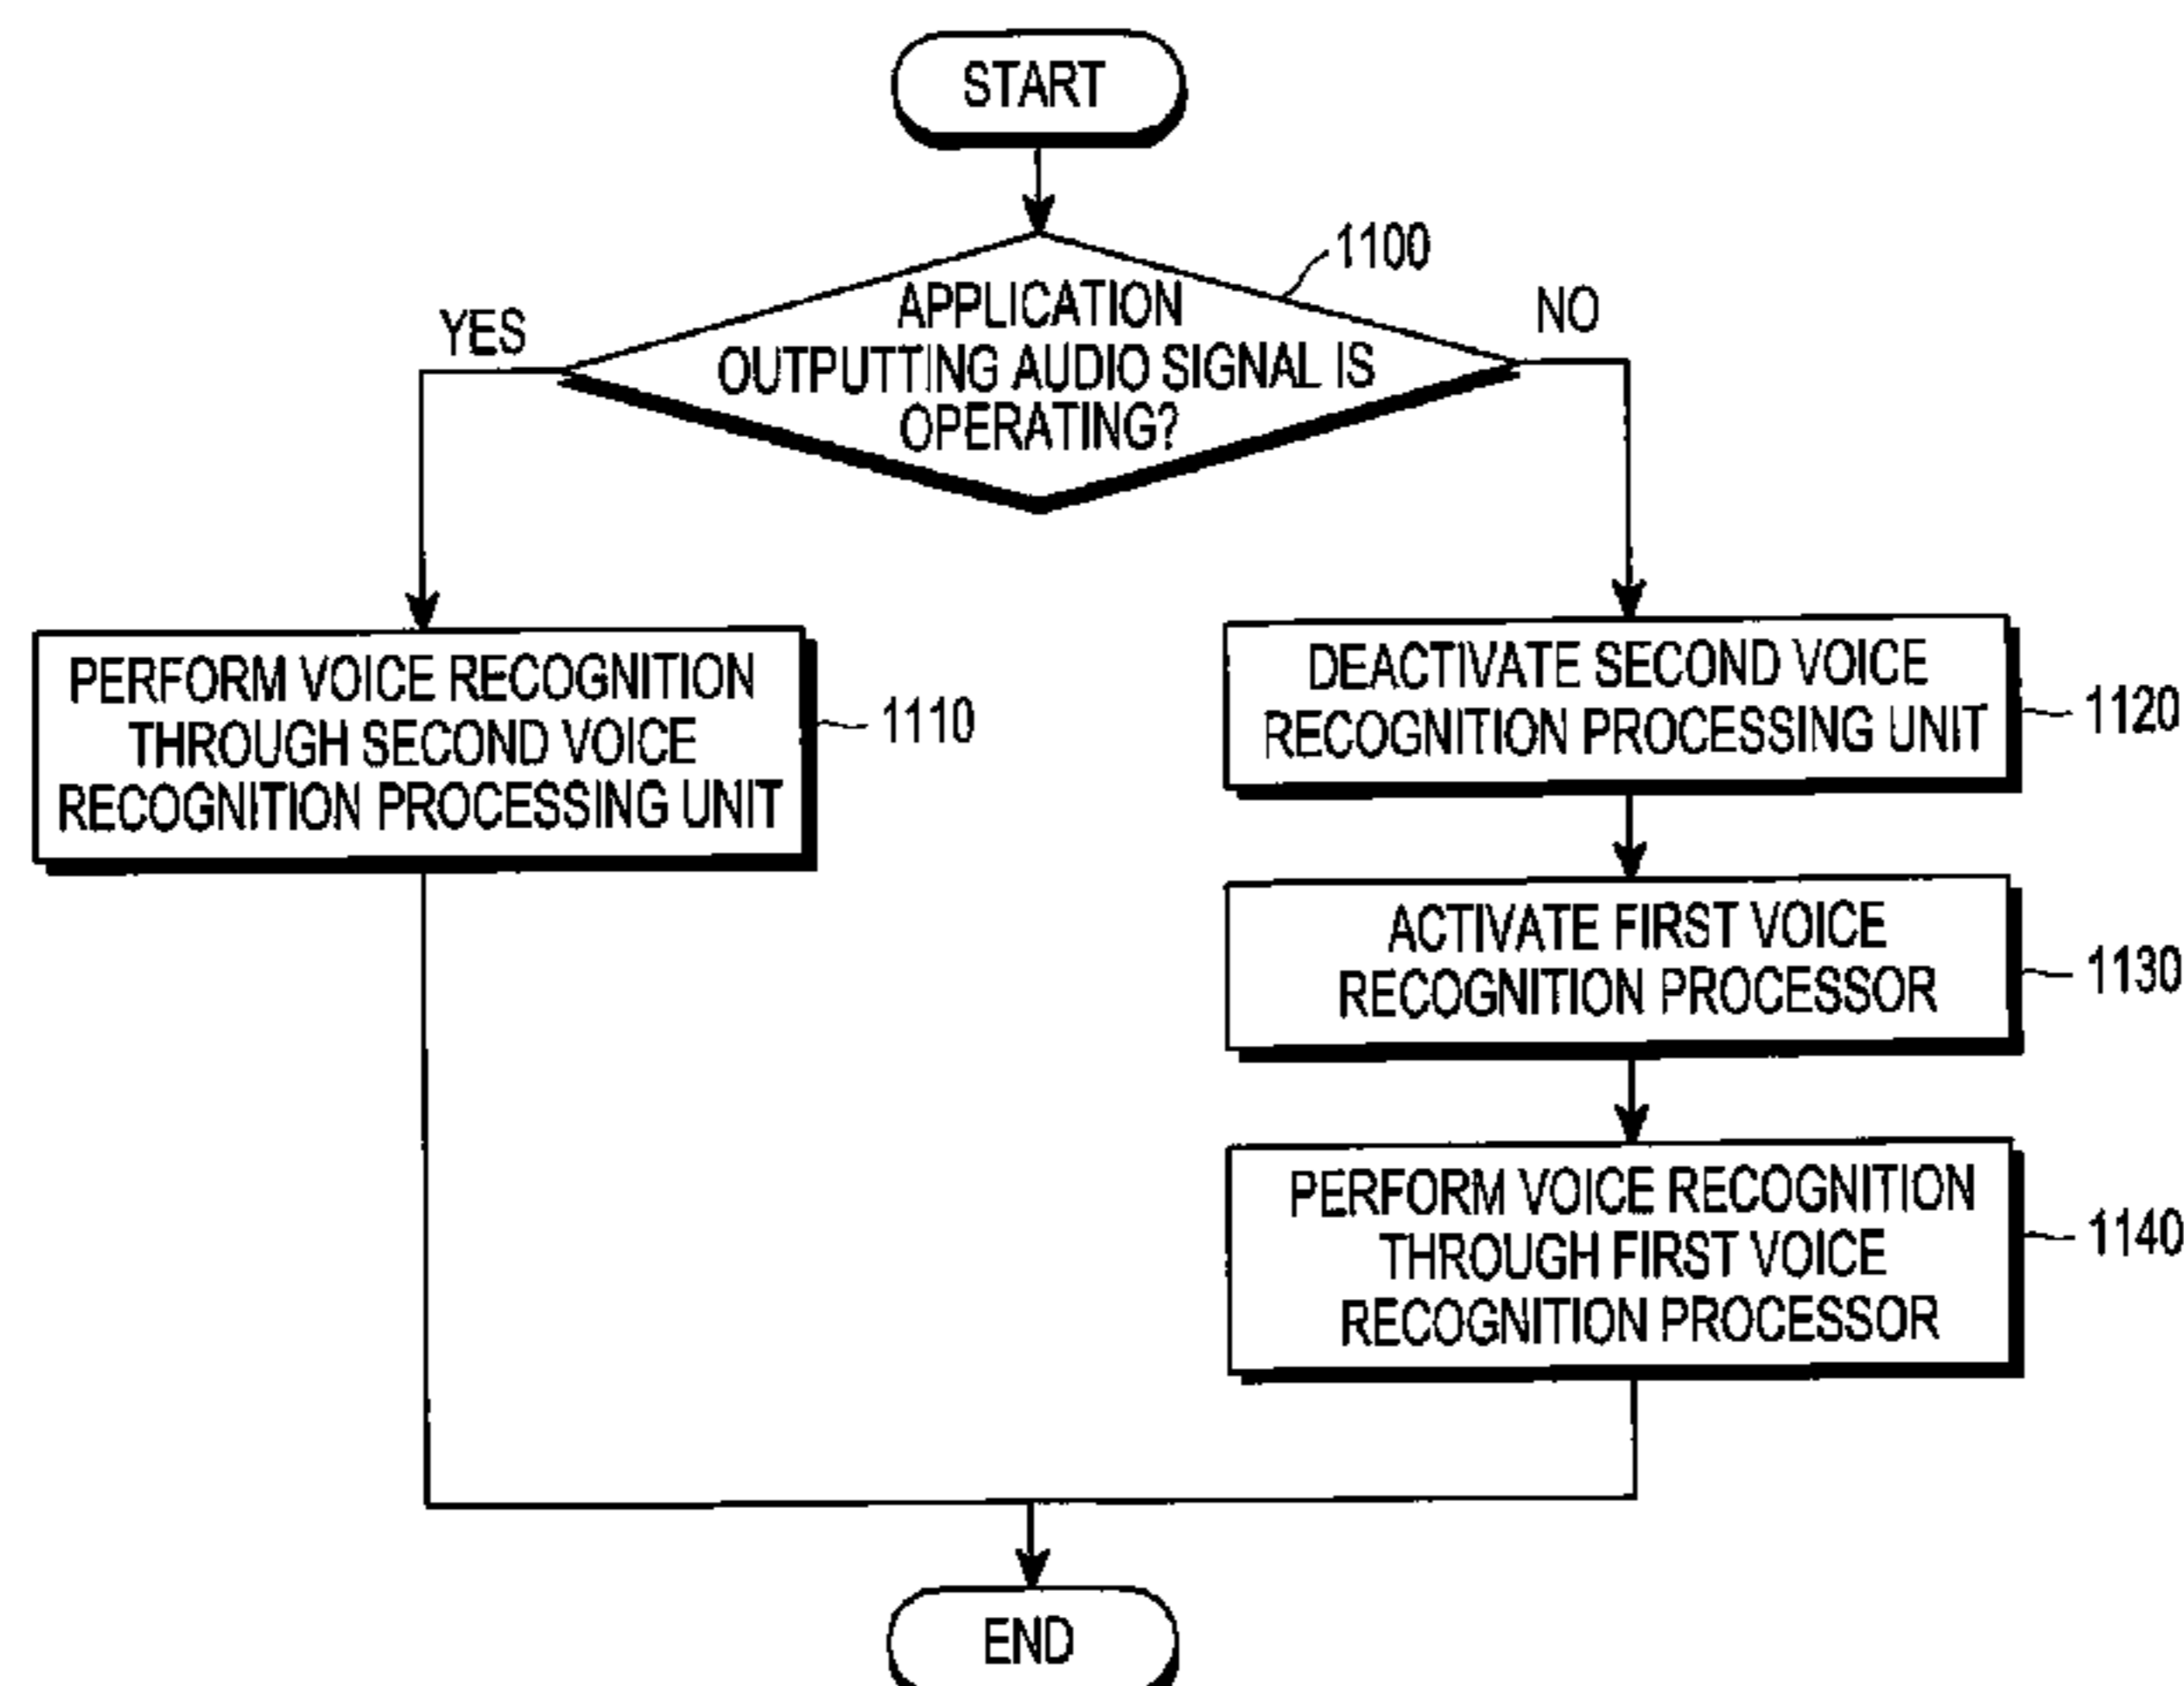 START
1100
YES
NO
APPLICATION
OUTPUTTING AUDIO SIGNAL IS
OPERATING?
PERFORM VOICE RECOGNITION
THROUGH SECOND VOICE
RECOGNITION PROCESSING UNIT
1110
DEACTIVATE SECOND VOICE
RECOGNITION PROCESSING UNIT
1120
ACTIVATE FIRST VOICE
RECOGNITION PROCESSOR
1130
PERFORM VOICE RECOGNITION
THROUGH FIRST VOICE
RECOGNITION PROCESSOR
1140
END